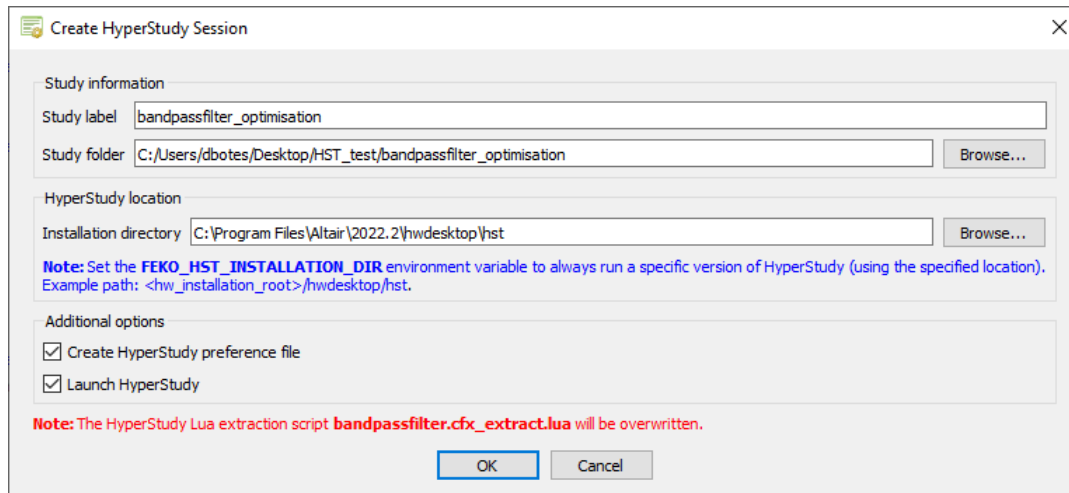 Create HyperStudy Session
Study information
Study label bandpassfilter_optimisation
Study folder C:/Users/dbotes/Desktop/HST_test/bandpassfilter_optimisation Browse...
HyperStudy location
Installation directory C:\Program Files\Altair\2022.2\hwdesktop\hst Browse...
Note: Set the FEKO_HST_INSTALLATION_DIR environment variable to always run a specific version of HyperStudy (using the specified location).
Example path: <hw_installation_root>/hwdesktop/hst.
Additional options
Create HyperStudy preference file
Launch HyperStudy
Note: The HyperStudy Lua extraction script bandpassfilter.cfx_extract.lua will be overwritten.
OK Cancel